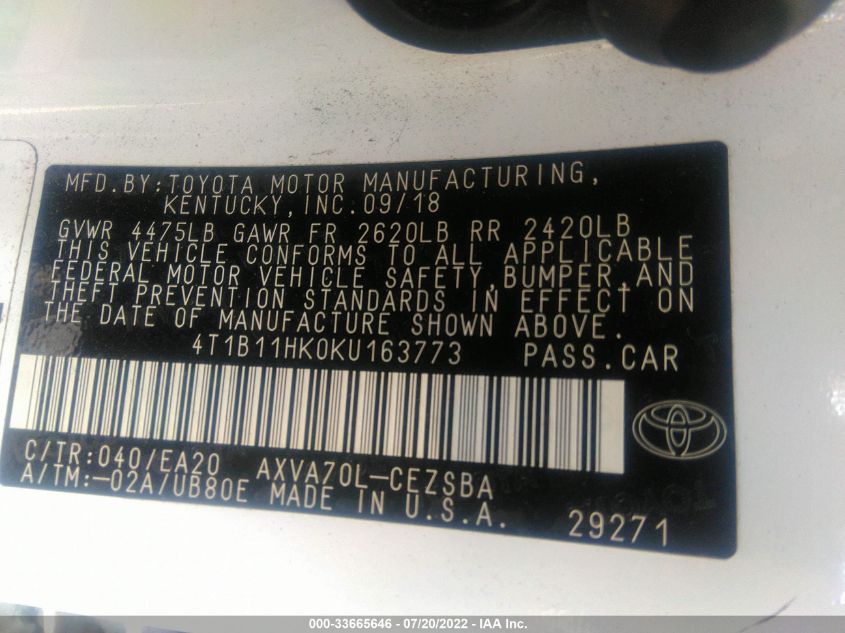 MFD.BY:TOYOTA MOTOR MANUFACTURING,
KENTUCKY,INC.09/18
GVWR 4475LB GAWR FR 2620LB RR 2420LB
THIS VEHICLE CONFORMS TO ALL APPLICABLE
FEDERAL MOTOR VEHICLE SAFETY,BUMPER,AND
THEFT PREVENTION STANDARDS IN EFFECT ON
THE DATE OF MANUFACTURE SHOWN ABOVE.
4T1B11HK0KU163773 PASS.CAR
C/TR:040/EA20 AXVA70L-CEZSBA
A/TM:-02A/UB80E MADE IN U.S.A.
29271
000-33665646 - 07/20/2022 - IAA Inc.